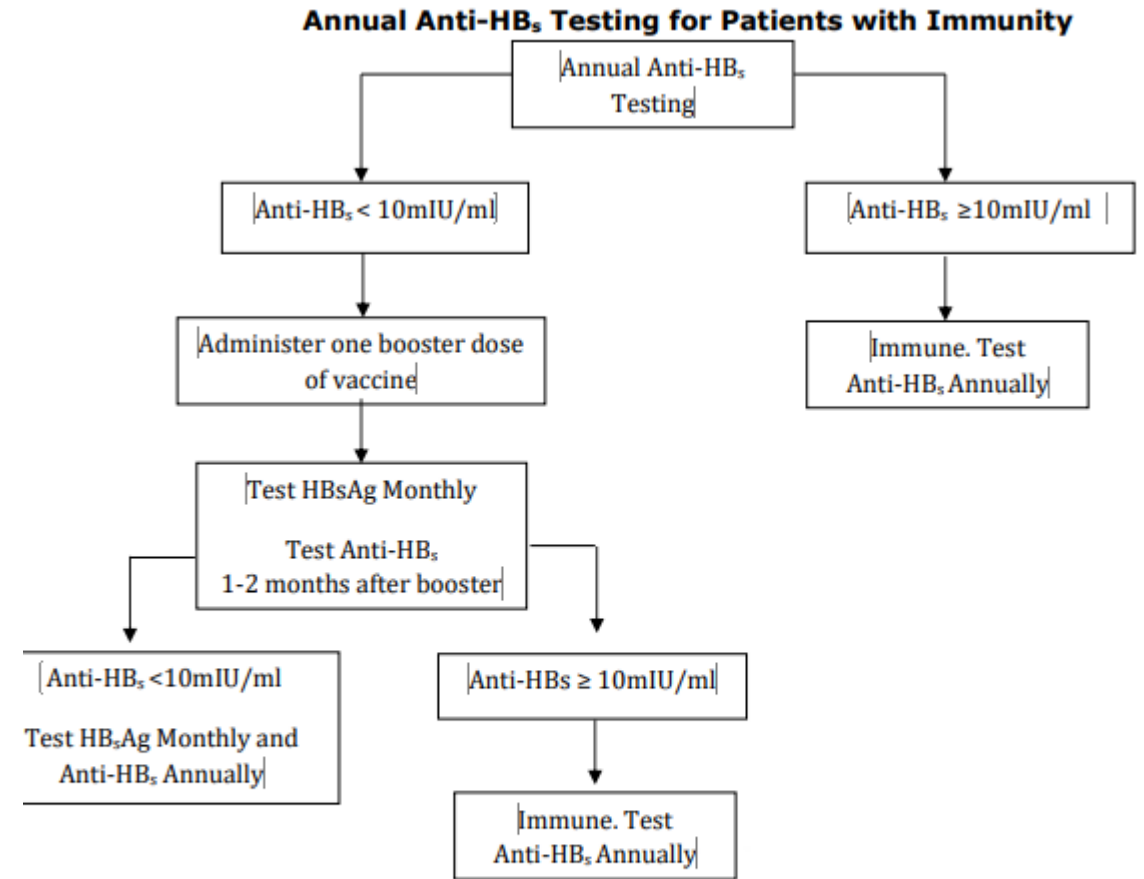 Annual Anti-HBₛ Testing for Patients with Immunity
Annual Anti-HBₛ
Testing
Anti-HBₛ < 10mIU/ml
Anti-HBₛ ≥10mIU/ml
Administer one booster dose
of vaccine
Immune. Test
Anti-HBₛ Annually
Test HBsAg Monthly
Test Anti-HBₛ
1-2 months after booster
Anti-HBₛ <10mIU/ml
Test HBₛAg Monthly and
Anti-HBₛ Annually
Anti-HBs ≥ 10mIU/ml
Immune. Test
Anti-HBₛ Annually